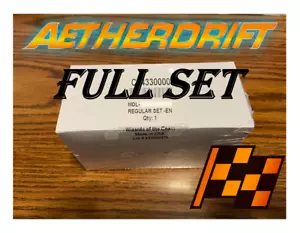 AETHERDRIFT
FULL SET
MOL-
REGULAR SET -EN
Qty: 1
Wizards of the Coast
Made in USA